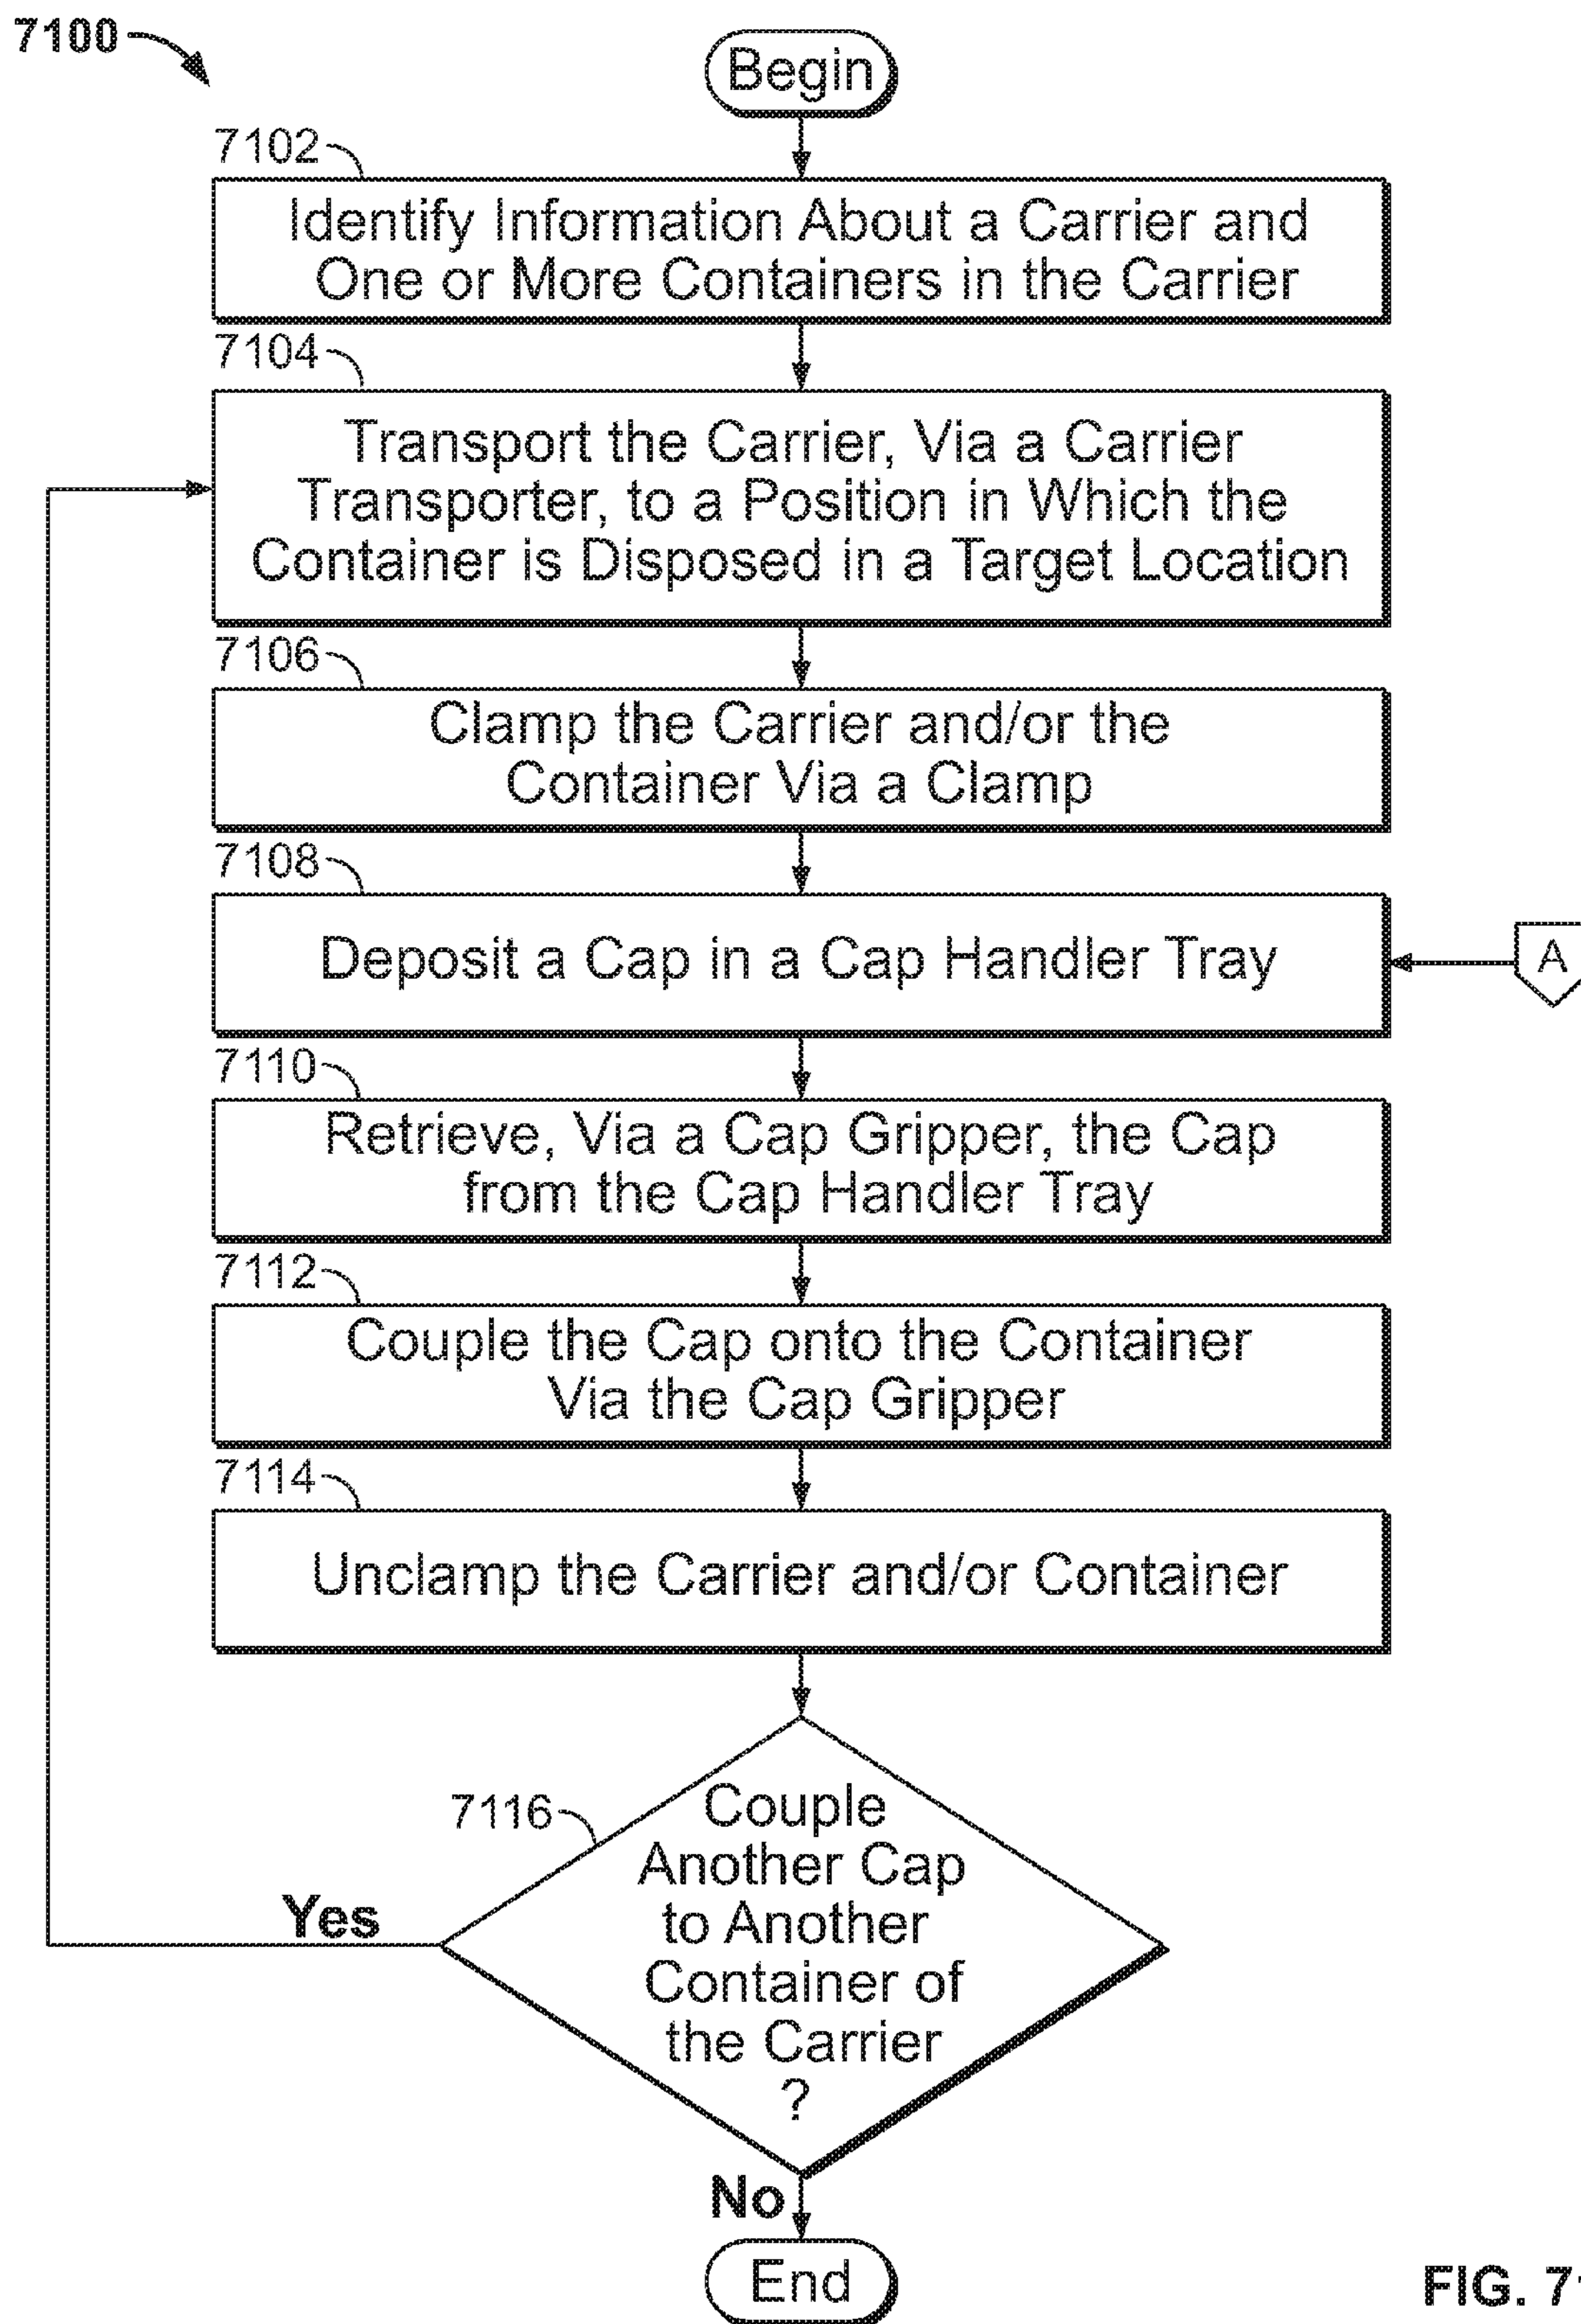 7100
Begin
7102
Identify Information About a Carrier and
One or More Containers in the Carrier
7104
Transport the Carrier, Via a Carrier
Transporter, to a Position in Which the
Container is Disposed in a Target Location
7106
Clamp the Carrier and/or the
Container Via a Clamp
7108
Deposit a Cap in a Cap Handler Tray
A
7110
Retrieve, Via a Cap Gripper, the Cap
from the Cap Handler Tray
7112
Couple the Cap onto the Container
Via the Cap Gripper
7114
Unclamp the Carrier and/or Container
7116
Couple
Another Cap
to Another
Container of
the Carrier
?
Yes
No
End
FIG. 7